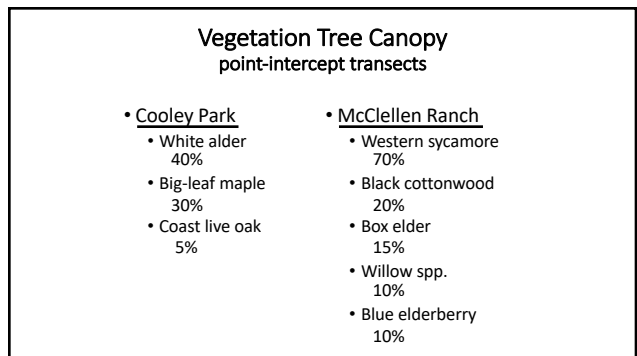 Vegetation Tree Canopy
point-intercept transects
• Cooley Park
• White alder
40%
• Big-leaf maple
30%
• Coast live oak
5%
• McClellen Ranch
• Western sycamore
70%
• Black cottonwood
20%
• Box elder
15%
• Willow spp.
10%
• Blue elderberry
10%